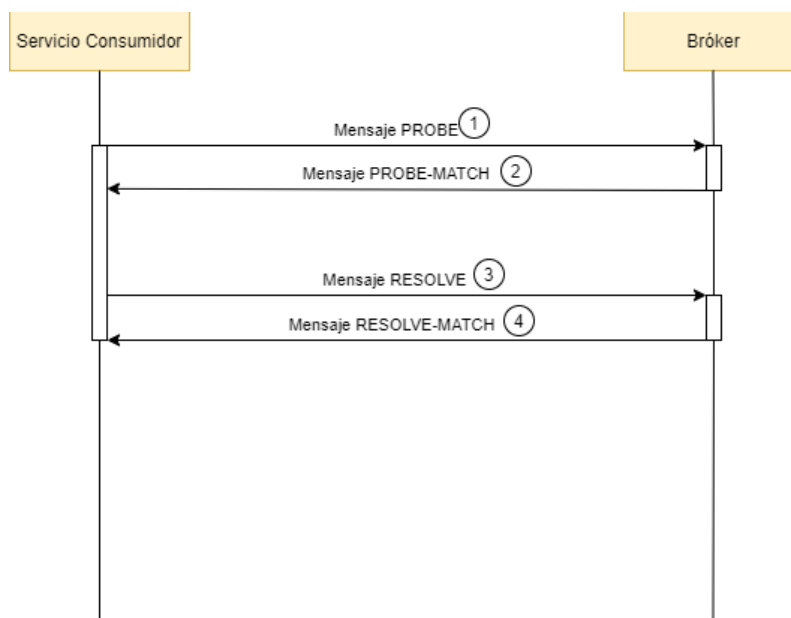 Servicio Consumidor
Bróker
Mensaje PROBE 1
Mensaje PROBE-MATCH 2
Mensaje RESOLVE 3
Mensaje RESOLVE-MATCH 4